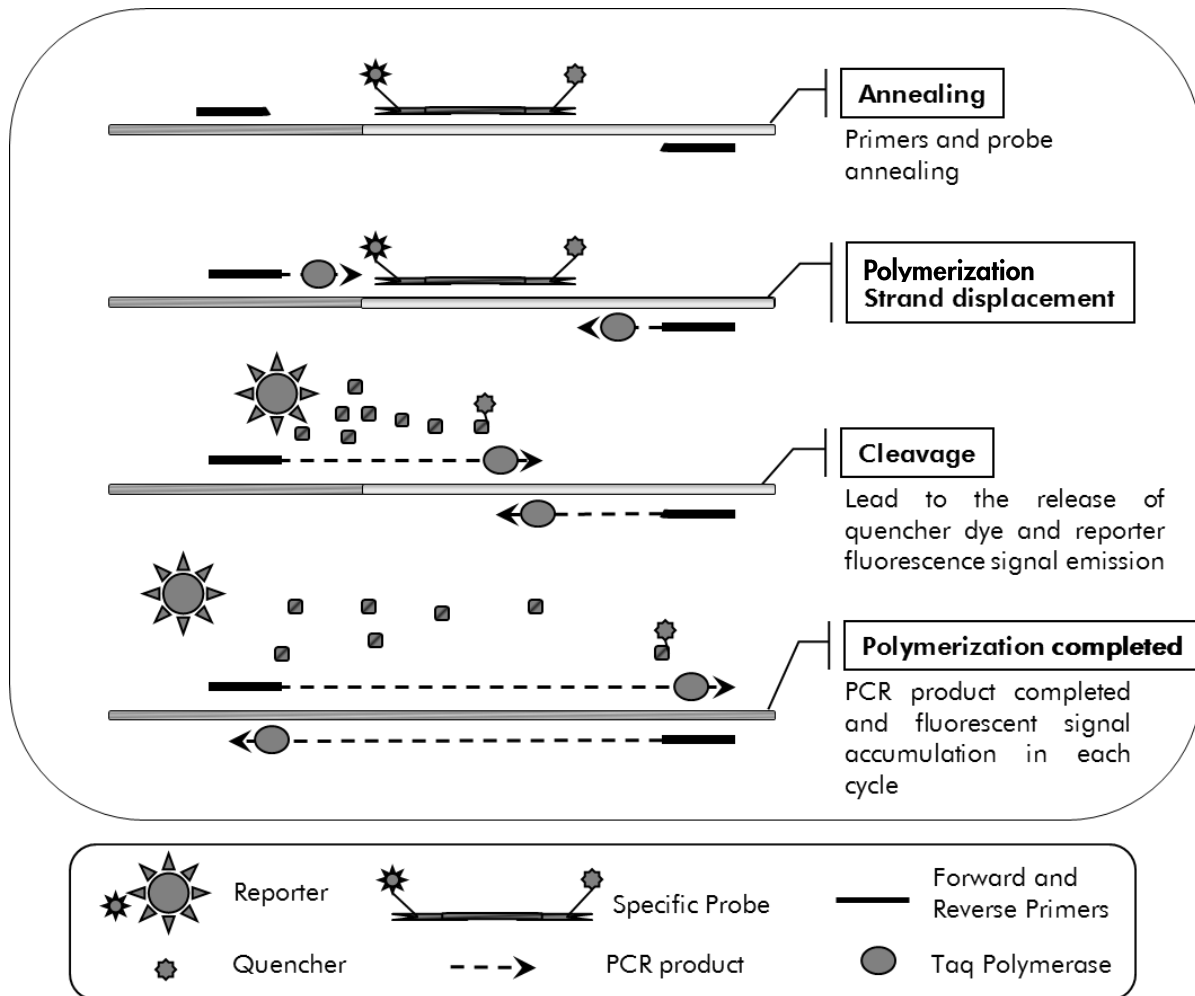 Annealing
Primers and probe
annealing
Polymerization
Strand displacement
Cleavage
Lead to the release of
quencher dye and reporter
fluorescence signal emission
Polymerization completed
PCR product completed
and fluorescent signal
accumulation in each
cycle
Reporter
Specific Probe
Forward and
Reverse Primers
Quencher
PCR product
Taq Polymerase